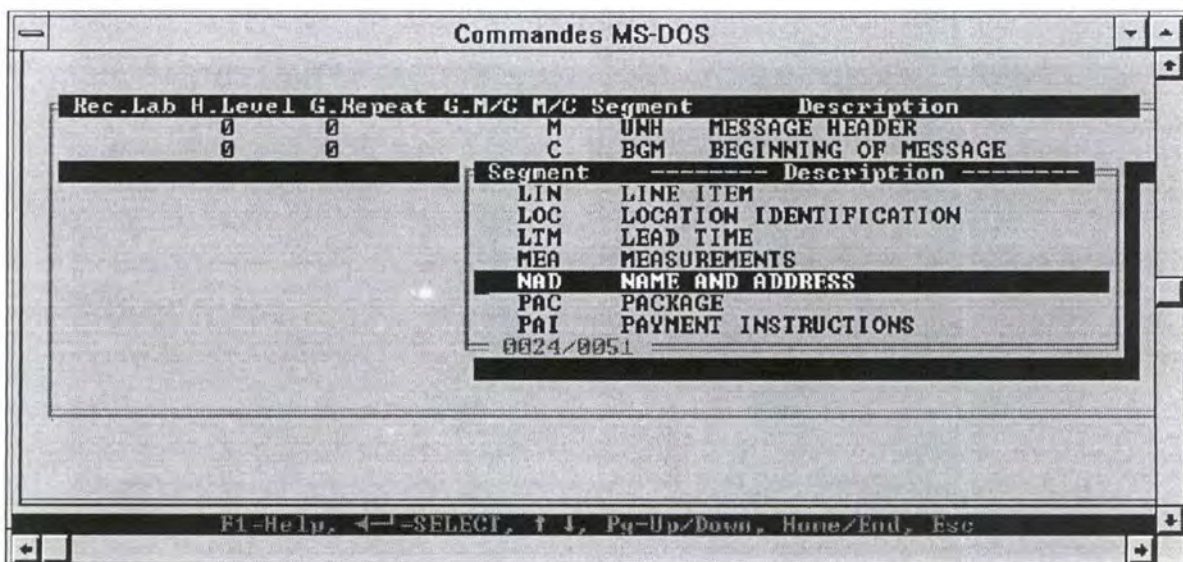 Commandes MS-DOS
Rec.Lab H.Level G.Repeat G.M/C M/C Segment Description
0 0 M UNH MESSAGE HEADER
0 0 C BGM BEGINNING OF MESSAGE
Segment -------- Description --------
LIN LINE ITEM
LOC LOCATION IDENTIFICATION
LTM LEAD TIME
MEA MEASUREMENTS
NAD NAME AND ADDRESS
PAC PACKAGE
PAI PAYMENT INSTRUCTIONS
0024/0051
F1-Help, ◄─┘-SELECT, ↑ ↓, Pg-Up/Down, Home/End, Esc